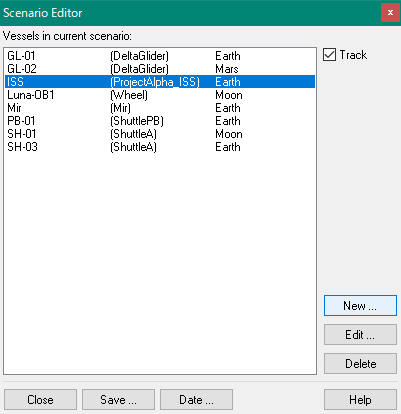 Scenario Editor
Vessels in current scenario:
GL-01 (DeltaGlider) Earth
GL-02 (DeltaGlider) Mars
ISS (ProjectAlpha_ISS) Earth
Luna-OB1 (Wheel) Moon
Mir (Mir) Earth
PB-01 (ShuttlePB) Earth
SH-01 (ShuttleA) Moon
SH-03 (ShuttleA) Earth
Track
New ...
Edit ...
Delete
Close Save ... Date ... Help